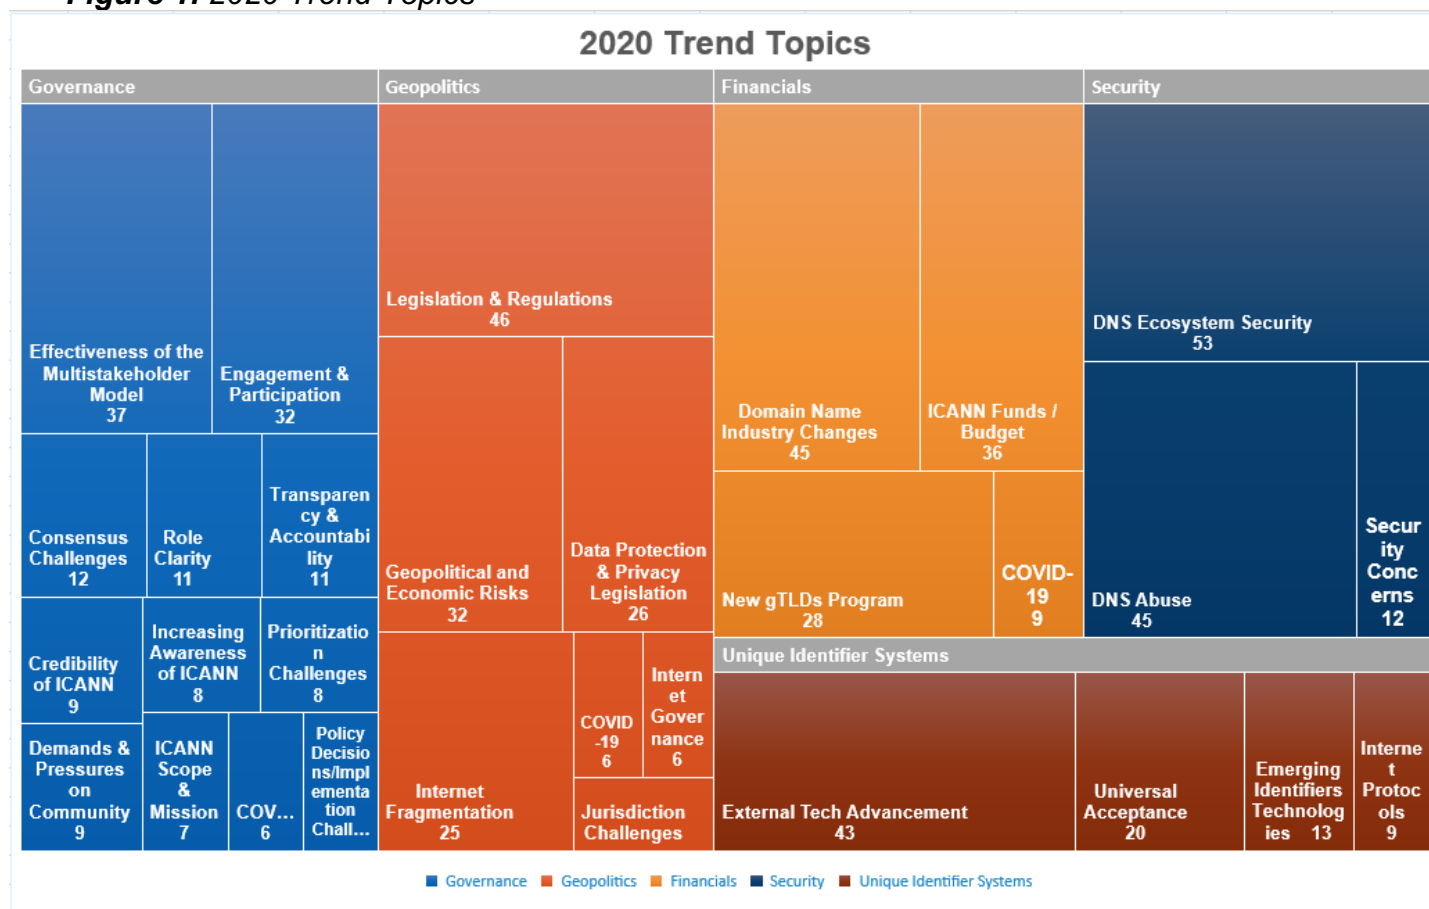 Figure 1: 2020 Trend Topics
2020 Trend Topics
Governance
Effectiveness of the
Multistakeholder
Model
37
Engagement &
Participation
32
Consensus
Challenges
12
Role
Clarity
11
Transparen
cy &
Accountabi
lity
11
Credibility
of ICANN
9
Increasing
Awareness
of ICANN
8
Prioritizatio
n
Challenges
8
Demands &
Pressures
on
Community
9
ICANN
Scope
&
Mission
7
COV...
6
Policy
Decisio
ns/Impl
ementa
tion
Chall...
Geopolitics
Legislation & Regulations
46
Geopolitical and
Economic Risks
32
Data Protection
& Privacy
Legislation
26
Internet
Fragmentation
25
COVID
-19
6
Intern
et
Gover
nance
6
Jurisdiction
Challenges
Financials
Domain Name
Industry Changes
45
ICANN Funds /
Budget
36
New gTLDs Program
28
COVID-
19
9
Security
DNS Ecosystem Security
53
DNS Abuse
45
Secur
ity
Conc
erns
12
Unique Identifier Systems
External Tech Advancement
43
Universal
Acceptance
20
Emerging
Identifiers
Technolog
ies 13
Interne
t
Protoc
ols
9
Governance Geopolitics Financials Security Unique Identifier Systems